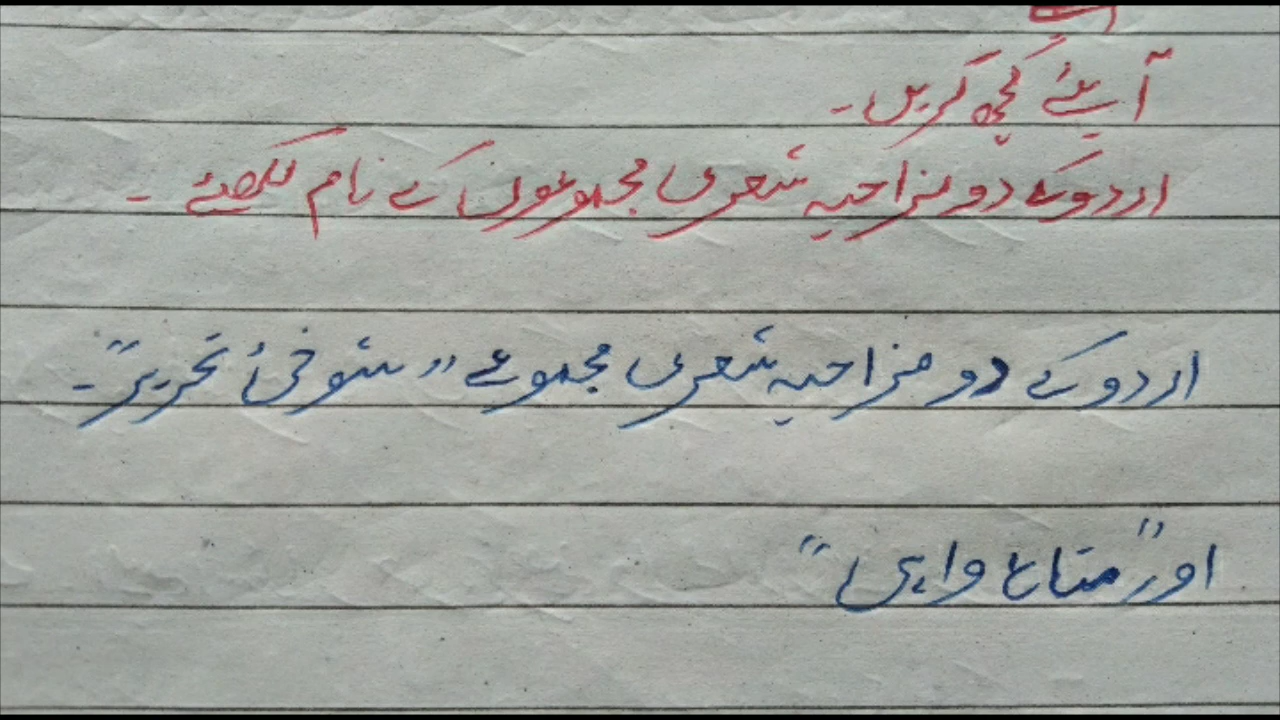 آیئے کچھ کریں۔
اردو کے دو مزاحیہ شعری مجموعوں کے نام لکھئے ۔
اردو کے دو مزاحیہ شعری مجموعے "شوخیٔ تحریر"۔
اور "متاع واہی"